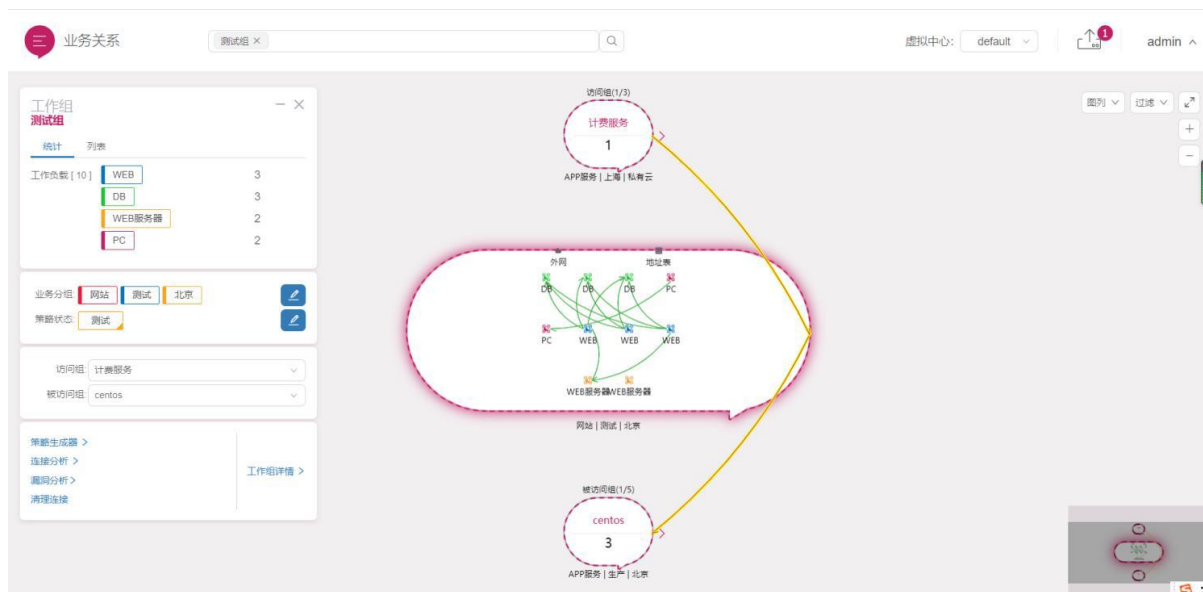 业务关系
测试组 ×
虚拟中心: default
1
admin
工作组
测试组
统计 列表
工作负载 [ 10 ] WEB 3
DB 3
WEB服务器 2
PC 2
业务分组: 网站 测试 北京
策略状态: 测试
访问组: 计费服务
被访问组: centos
策略生成器 >
连接分析 >
漏洞分析 >
清理连接
工作组详情 >
访问组(1/3)
计费服务
1
APP服务 | 上海 | 私有云
外网 地址表
DB DB DB PC
PC WEB WEB WEB
WEB服务器 WEB服务器
网站 | 测试 | 北京
被访问组(1/5)
centos
3
APP服务 | 生产 | 北京
图列 过滤